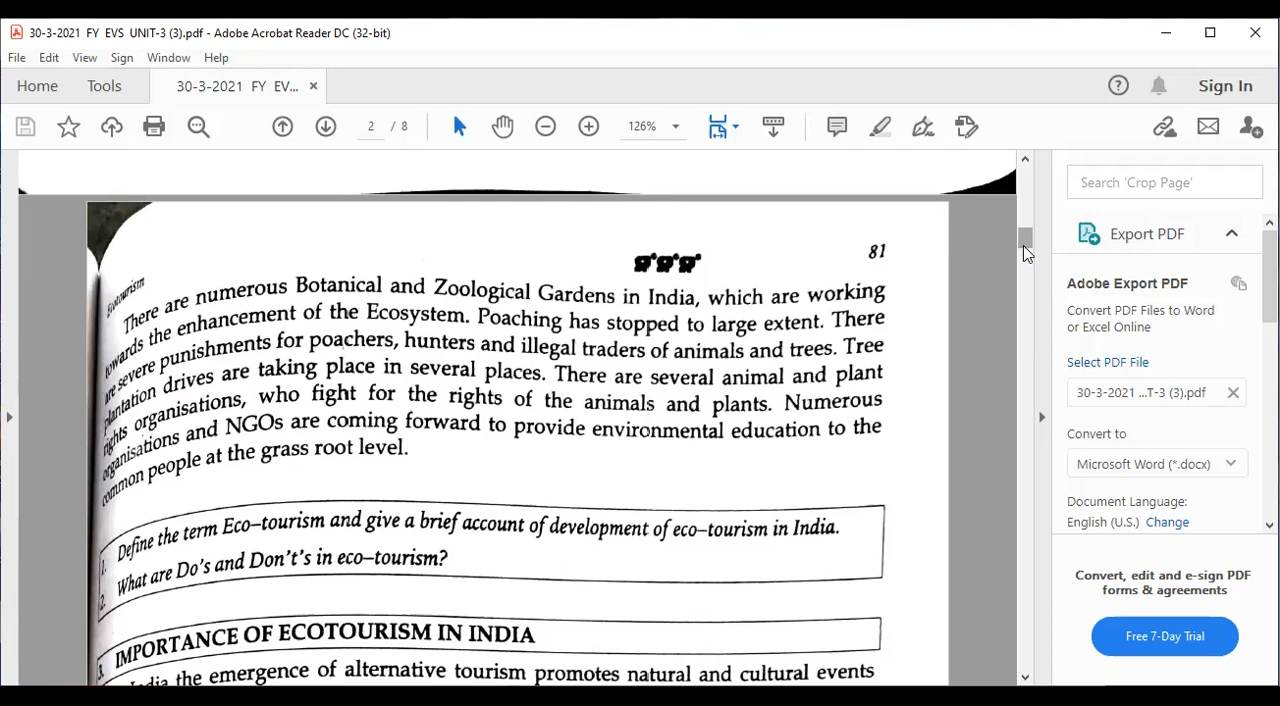 30-3-2021 FY EVS UNIT-3 (3).pdf - Adobe Acrobat Reader DC (32-bit)
File Edit View Sign Window Help
Home Tools 30-3-2021 FY EV... × Sign In
2 / 8 126%
Search 'Crop Page'
Export PDF
Adobe Export PDF
Convert PDF Files to Word
or Excel Online
Select PDF File
30-3-2021 ...T-3 (3).pdf
Convert to
Microsoft Word (*.docx)
Document Language:
English (U.S.) Change
Convert, edit and e-sign PDF
forms & agreements
Free 7-Day Trial
Ecotourism 81
There are numerous Botanical and Zoological Gardens in India, which are working
towards the enhancement of the Ecosystem. Poaching has stopped to large extent. There
are severe punishments for poachers, hunters and illegal traders of animals and trees. Tree
plantation drives are taking place in several places. There are several animal and plant
rights organisations, who fight for the rights of the animals and plants. Numerous
organisations and NGOs are coming forward to provide environmental education to the
common people at the grass root level.
1. Define the term Eco-tourism and give a brief account of development of eco-tourism in India.
2. What are Do's and Don't's in eco-tourism?
3. IMPORTANCE OF ECOTOURISM IN INDIA
the emergence of alternative tourism promotes natural and cultural events